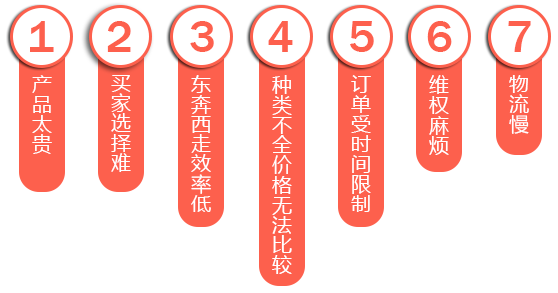 1
产品太贵
2
买家选择难
3
东奔西走效率低
4
种类不全价格无法比较
5
订单受时间限制
6
维权麻烦
7
物流慢